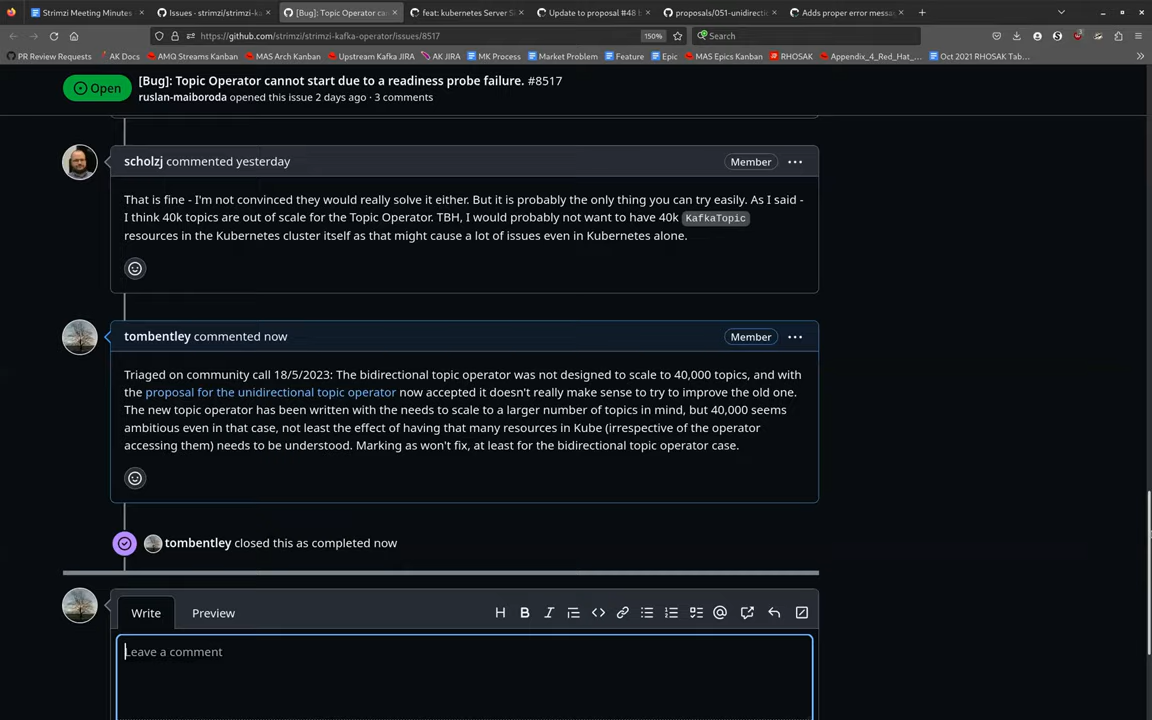 Strimzi Meeting Minutes
Issues - strimzi/strimzi-ka
[Bug]: Topic Operator can
feat: kubernetes Server S
Update to proposal #48 b
proposals/051-unidirectic
Adds proper error messa
https://github.com/strimzi/strimzi-kafka-operator/issues/8517
150%
Search
PR Review Requests
AK Docs
AMQ Streams Kanban
MAS Arch Kanban
Upstream Kafka JIRA
AK JIRA
MK Process
Market Problem
Feature
Epic
MAS Epics Kanban
RHOSAK
Appendix_4_Red_Hat_...
Oct 2021 RHOSAK Tab...
Open
[Bug]: Topic Operator cannot start due to a readiness probe failure. #8517
ruslan-maiboroda opened this issue 2 days ago · 3 comments
scholzj commented yesterday
Member
That is fine - I'm not convinced they would really solve it either. But it is probably the only thing you can try easily. As I said -
I think 40k topics are out of scale for the Topic Operator. TBH, I would probably not want to have 40k KafkaTopic
resources in the Kubernetes cluster itself as that might cause a lot of issues even in Kubernetes alone.
tombentley commented now
Member
Triaged on community call 18/5/2023: The bidirectional topic operator was not designed to scale to 40,000 topics, and with
the proposal for the unidirectional topic operator now accepted it doesn't really make sense to try to improve the old one.
The new topic operator has been written with the needs to scale to a larger number of topics in mind, but 40,000 seems
ambitious even in that case, not least the effect of having that many resources in Kube (irrespective of the operator
accessing them) needs to be understood. Marking as won't fix, at least for the bidirectional topic operator case.
tombentley closed this as completed now
Write
Preview
Leave a comment